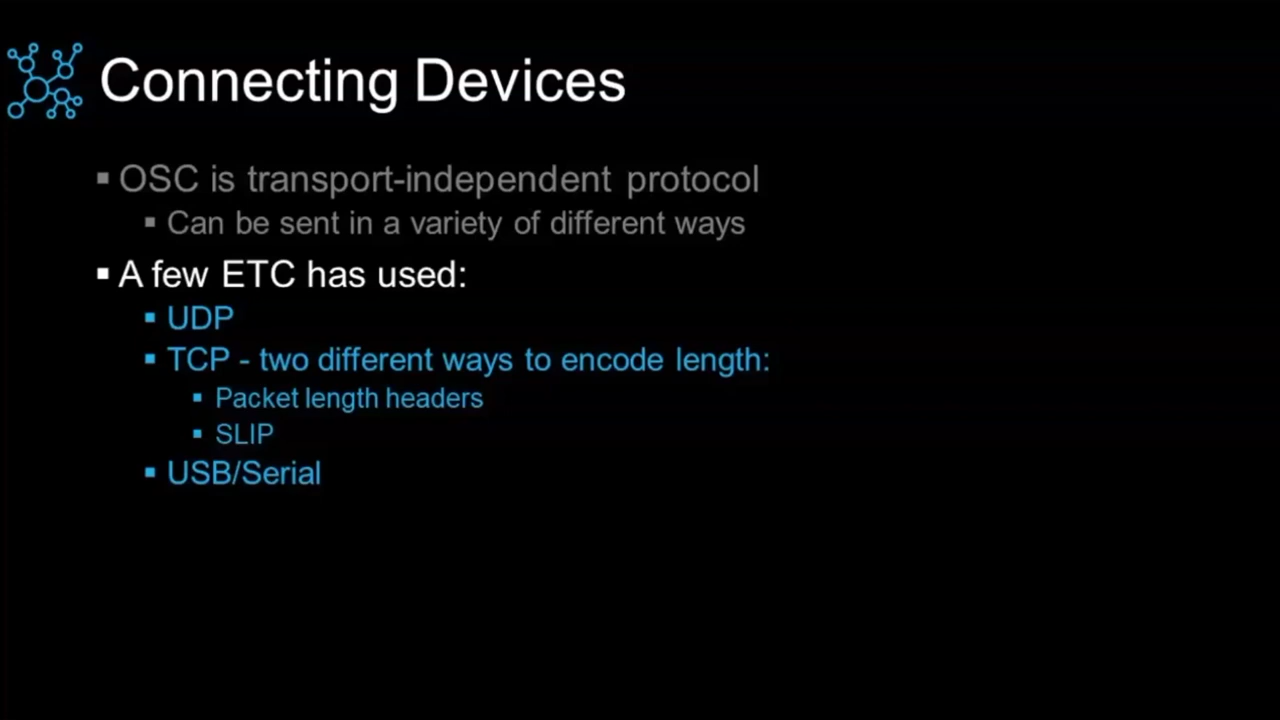 Connecting Devices
▪ OSC is transport-independent protocol
▪ Can be sent in a variety of different ways
▪ A few ETC has used:
▪ UDP
▪ TCP - two different ways to encode length:
▪ Packet length headers
▪ SLIP
▪ USB/Serial